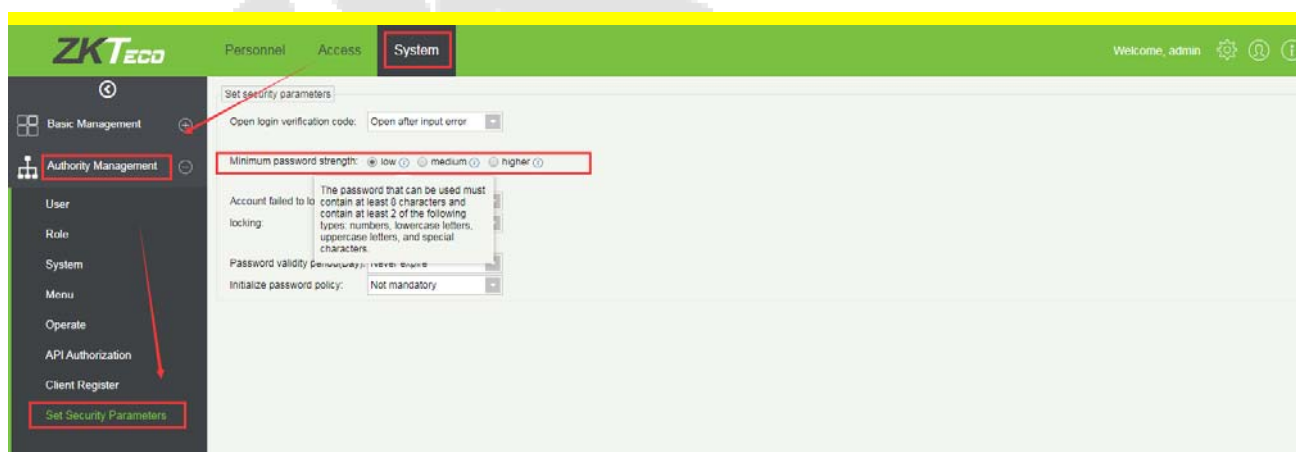 ZKTeco
Personnel Access System
Welcome, admin
Basic Management
Authority Management
User
Role
System
Menu
Operate
API Authorization
Client Register
Set Security Parameters
Set security parameters
Open login verification code: Open after input error
Minimum password strength: low medium higher
The password that can be used must
contain at least 8 characters and
contain at least 2 of the following
types: numbers, lowercase letters,
uppercase letters, and special
characters.
Account failed to lo
locking:
Password validity period(Day): Never expire
Initialize password policy: Not mandatory